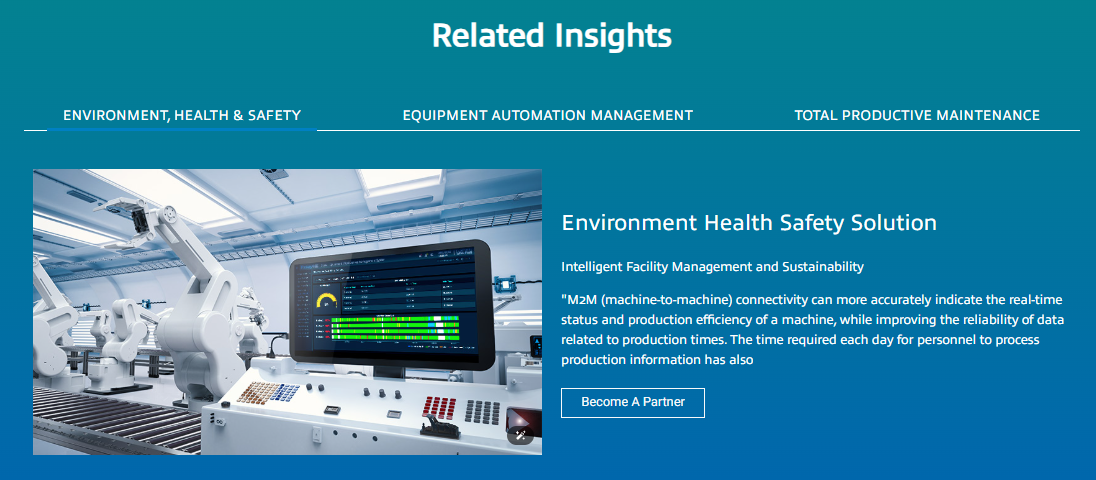 Related Insights
ENVIRONMENT, HEALTH & SAFETY
EQUIPMENT AUTOMATION MANAGEMENT
TOTAL PRODUCTIVE MAINTENANCE
Environment Health Safety Solution
Intelligent Facility Management and Sustainability
"M2M (machine-to-machine) connectivity can more accurately indicate the real-time
status and production efficiency of a machine, while improving the reliability of data
related to production times. The time required each day for personnel to process
production information has also
Become A Partner